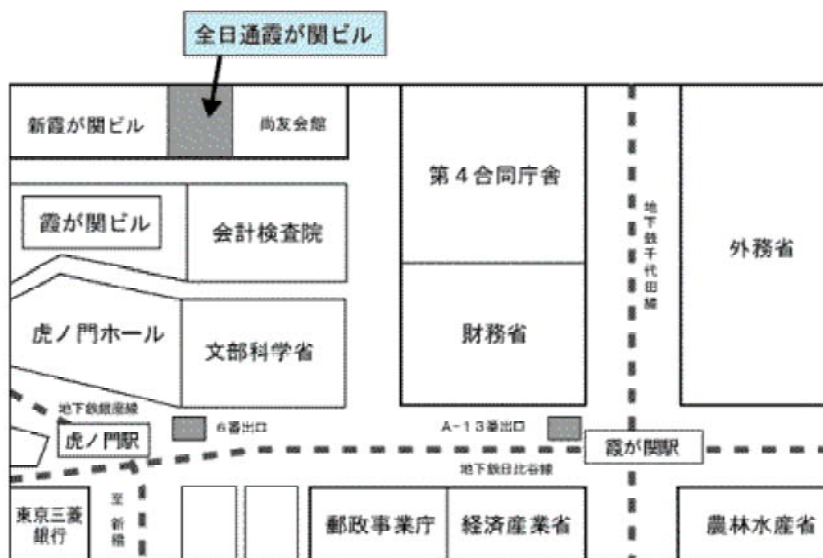 全日通霞が関ビル
新霞が関ビル
尚友会館
第４合同庁舎
霞が関ビル
会計検査院
地下鉄千代田線
外務省
虎ノ門ホール
文部科学省
財務省
地下鉄銀座線
虎ノ門駅
６番出口
A-１３番出口
霞が関駅
地下鉄日比谷線
東京三菱
銀行
至 新橋
郵政事業庁
経済産業省
農林水産省